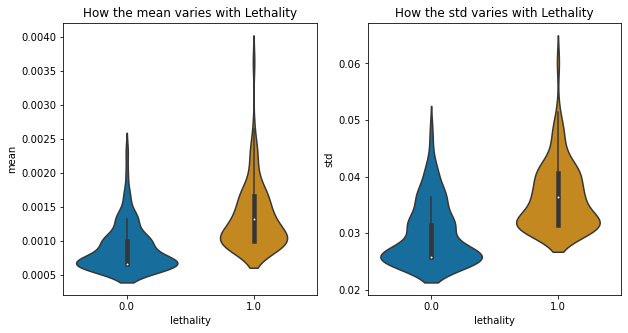 How the mean varies with Lethality
mean
0.0040
0.0035
0.0030
0.0025
0.0020
0.0015
0.0010
0.0005
0.0
1.0
lethality
How the std varies with Lethality
std
0.06
0.05
0.04
0.03
0.02
0.0
1.0
lethality